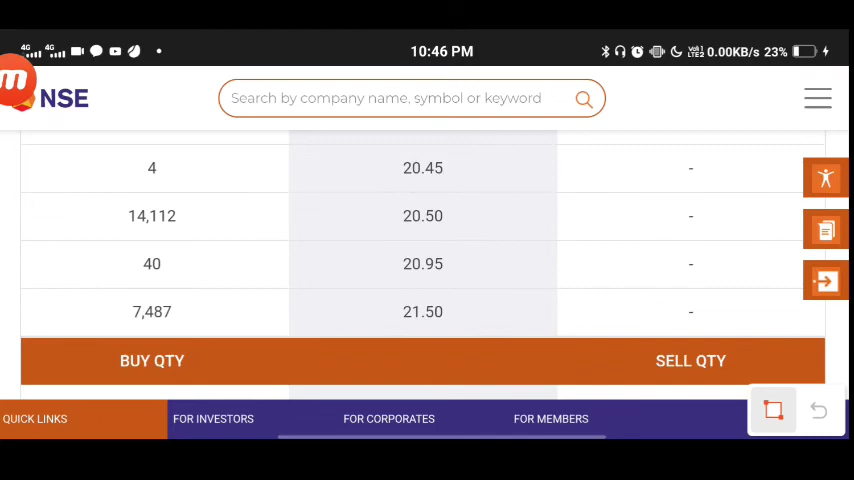 4G 4G 10:46 PM Vo1) LTE2 0.00KB/s 23%
m NSE Search by company name, symbol or keyword
4 20.45 -
14,112 20.50 -
40 20.95 -
7,487 21.50 -
BUY QTY SELL QTY
QUICK LINKS FOR INVESTORS FOR CORPORATES FOR MEMBERS